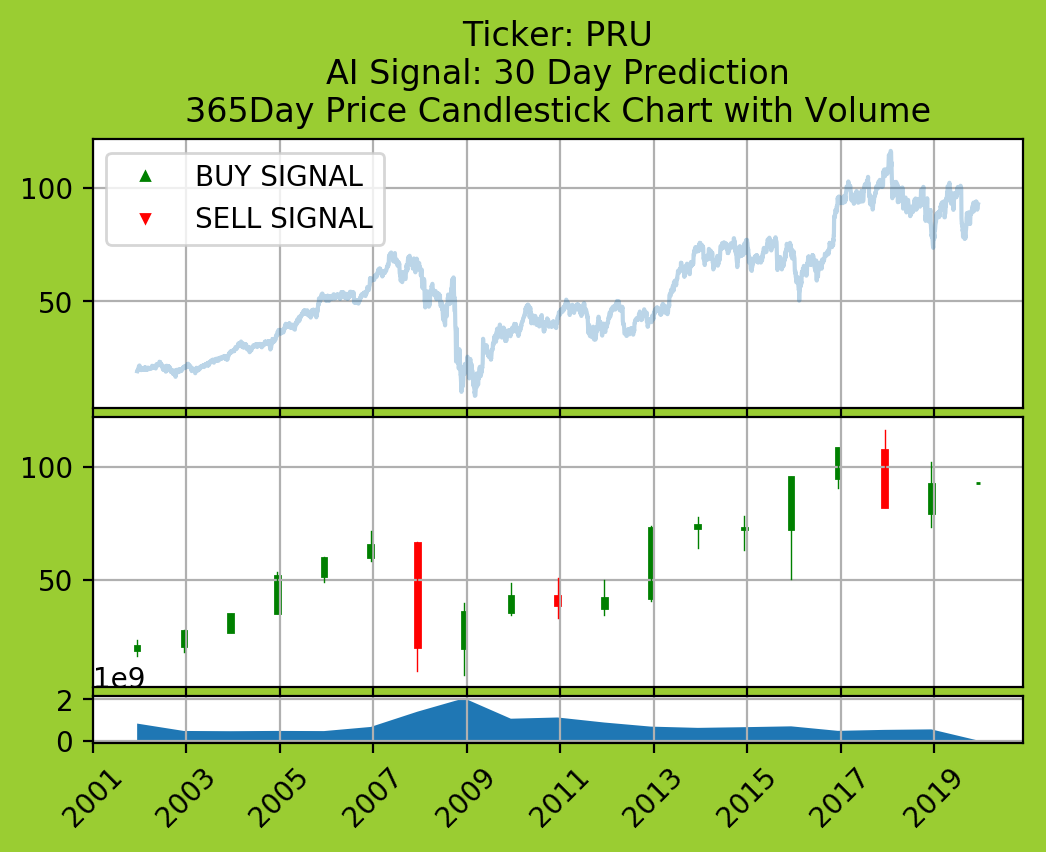 Ticker: PRU
AI Signal: 30 Day Prediction
365Day Price Candlestick Chart with Volume
BUY SIGNAL
SELL SIGNAL
100
50
100
50
1e9
2
0
2001 2003 2005 2007 2009 2011 2013 2015 2017 2019